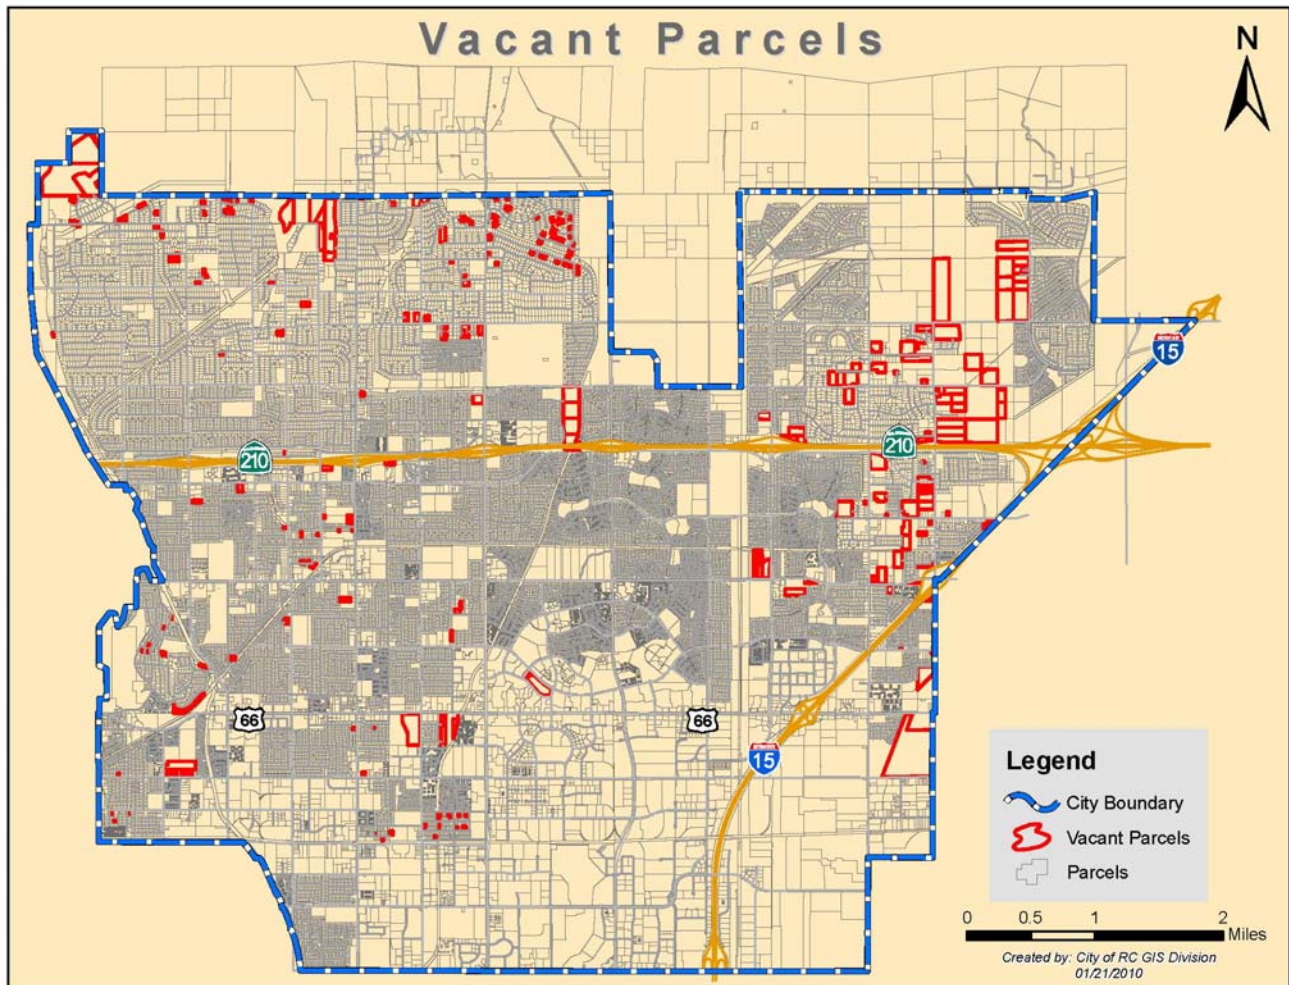 Vacant Parcels
N
15
210
210
66
66
15
Legend
City Boundary
Vacant Parcels
Parcels
0 0.5 1 2
Miles
Created by: City of RC GIS Division
01/21/2010